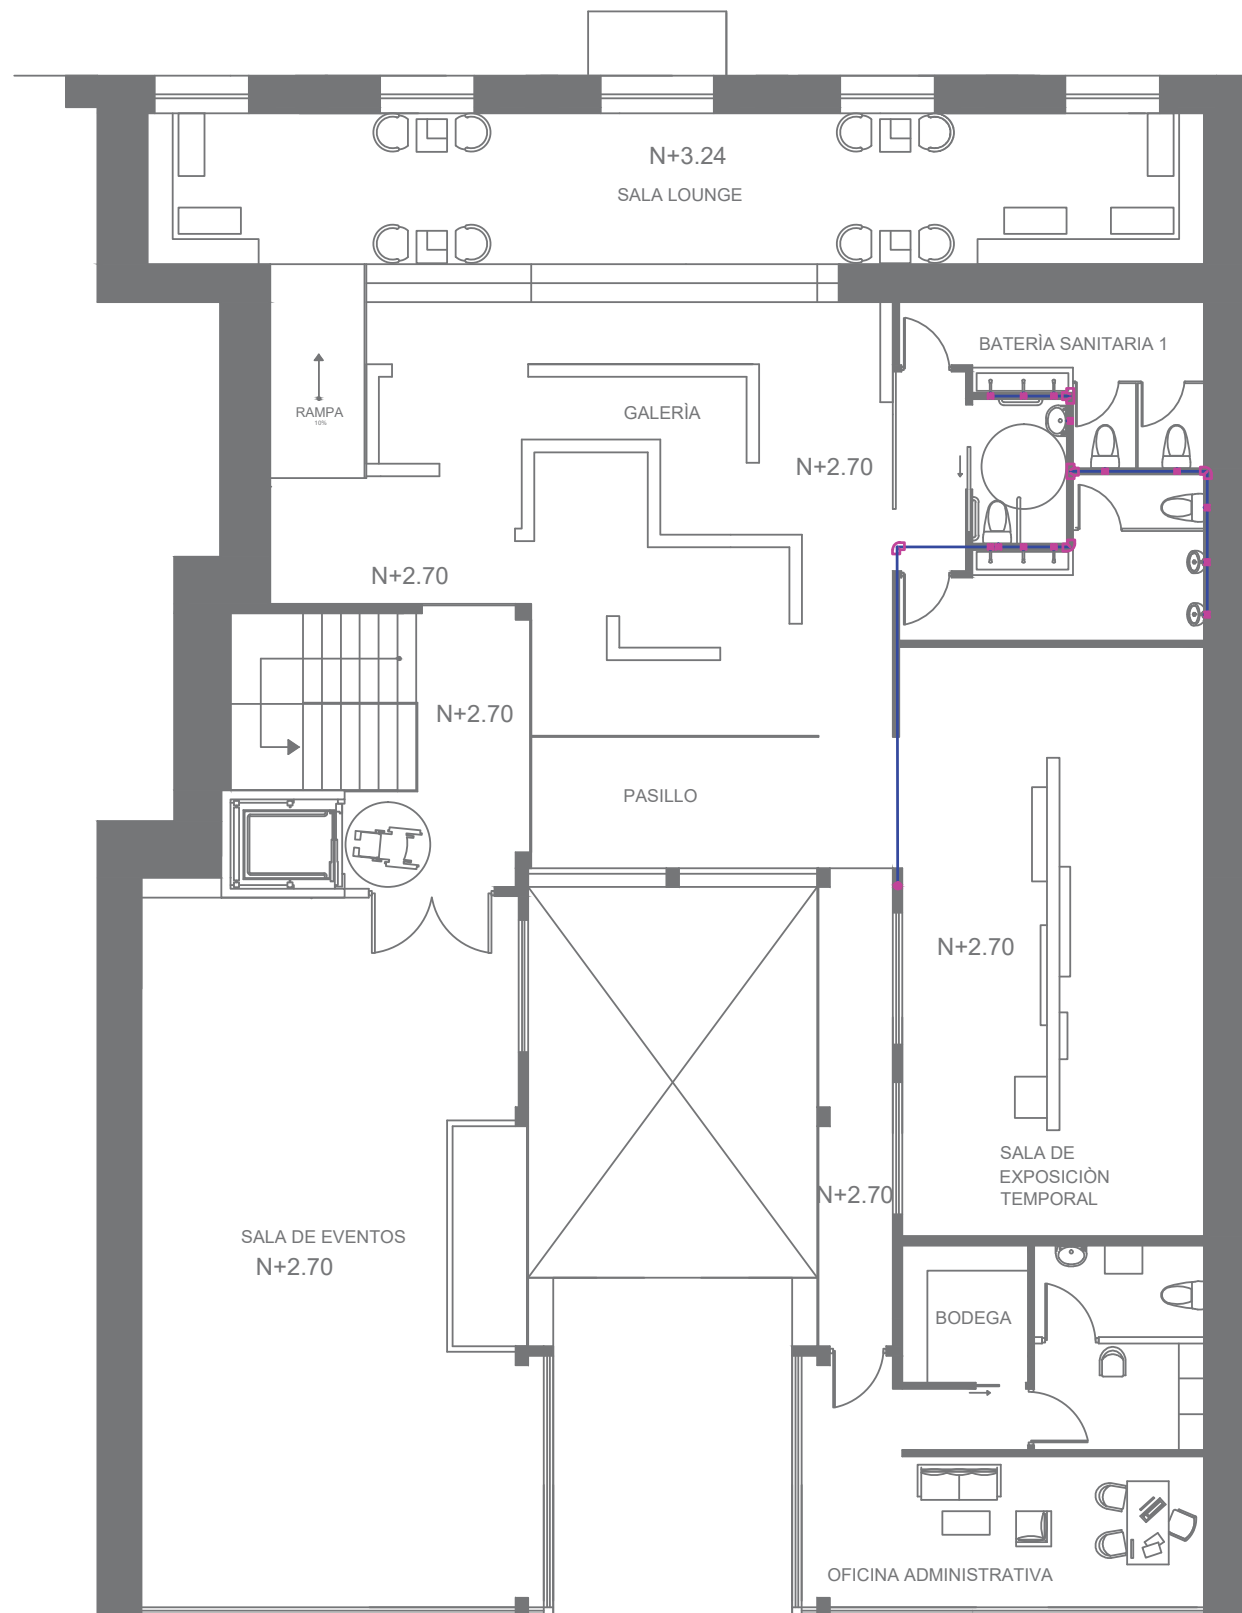 N+3.24
SALA LOUNGE
BATERÌA SANITARIA 1
RAMPA
10%
GALERÌA
N+2.70
N+2.70
N+2.70
PASILLO
N+2.70
SALA DE
EXPOSICIÒN
TEMPORAL
N+2.70
SALA DE EVENTOS
N+2.70
BODEGA
OFICINA ADMINISTRATIVA